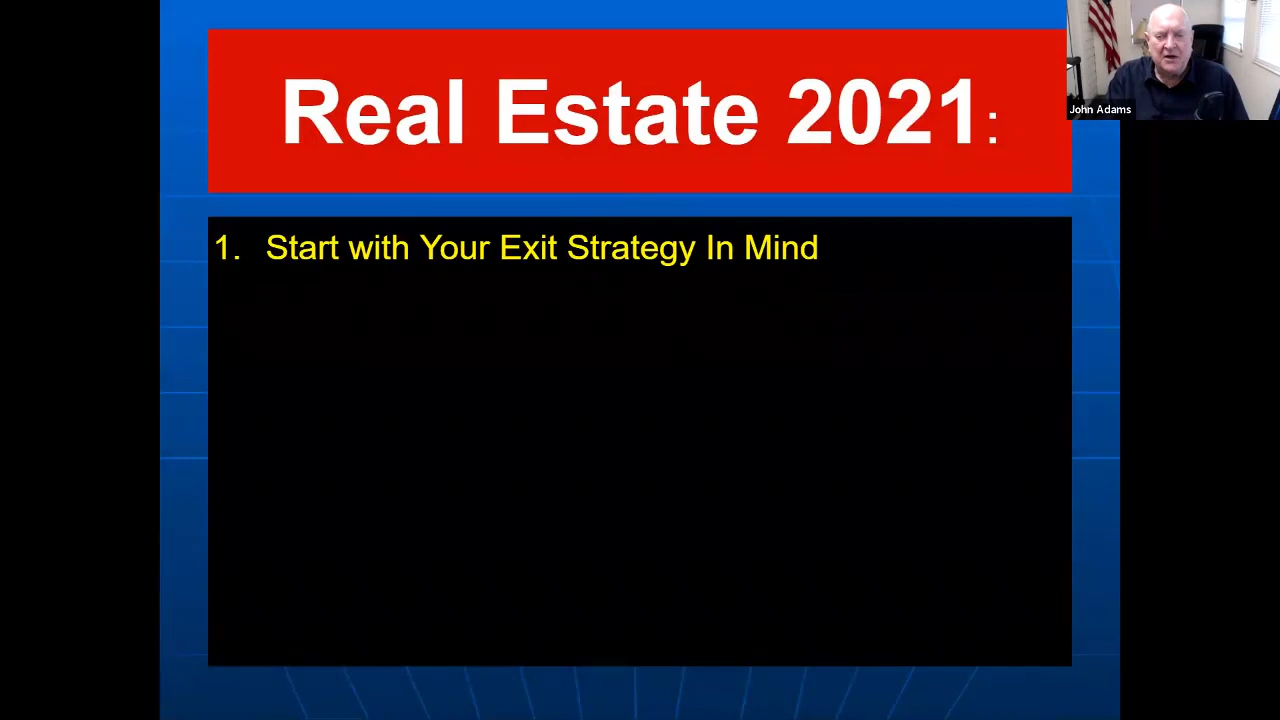 Real Estate 2021:
John Adams
1. Start with Your Exit Strategy In Mind